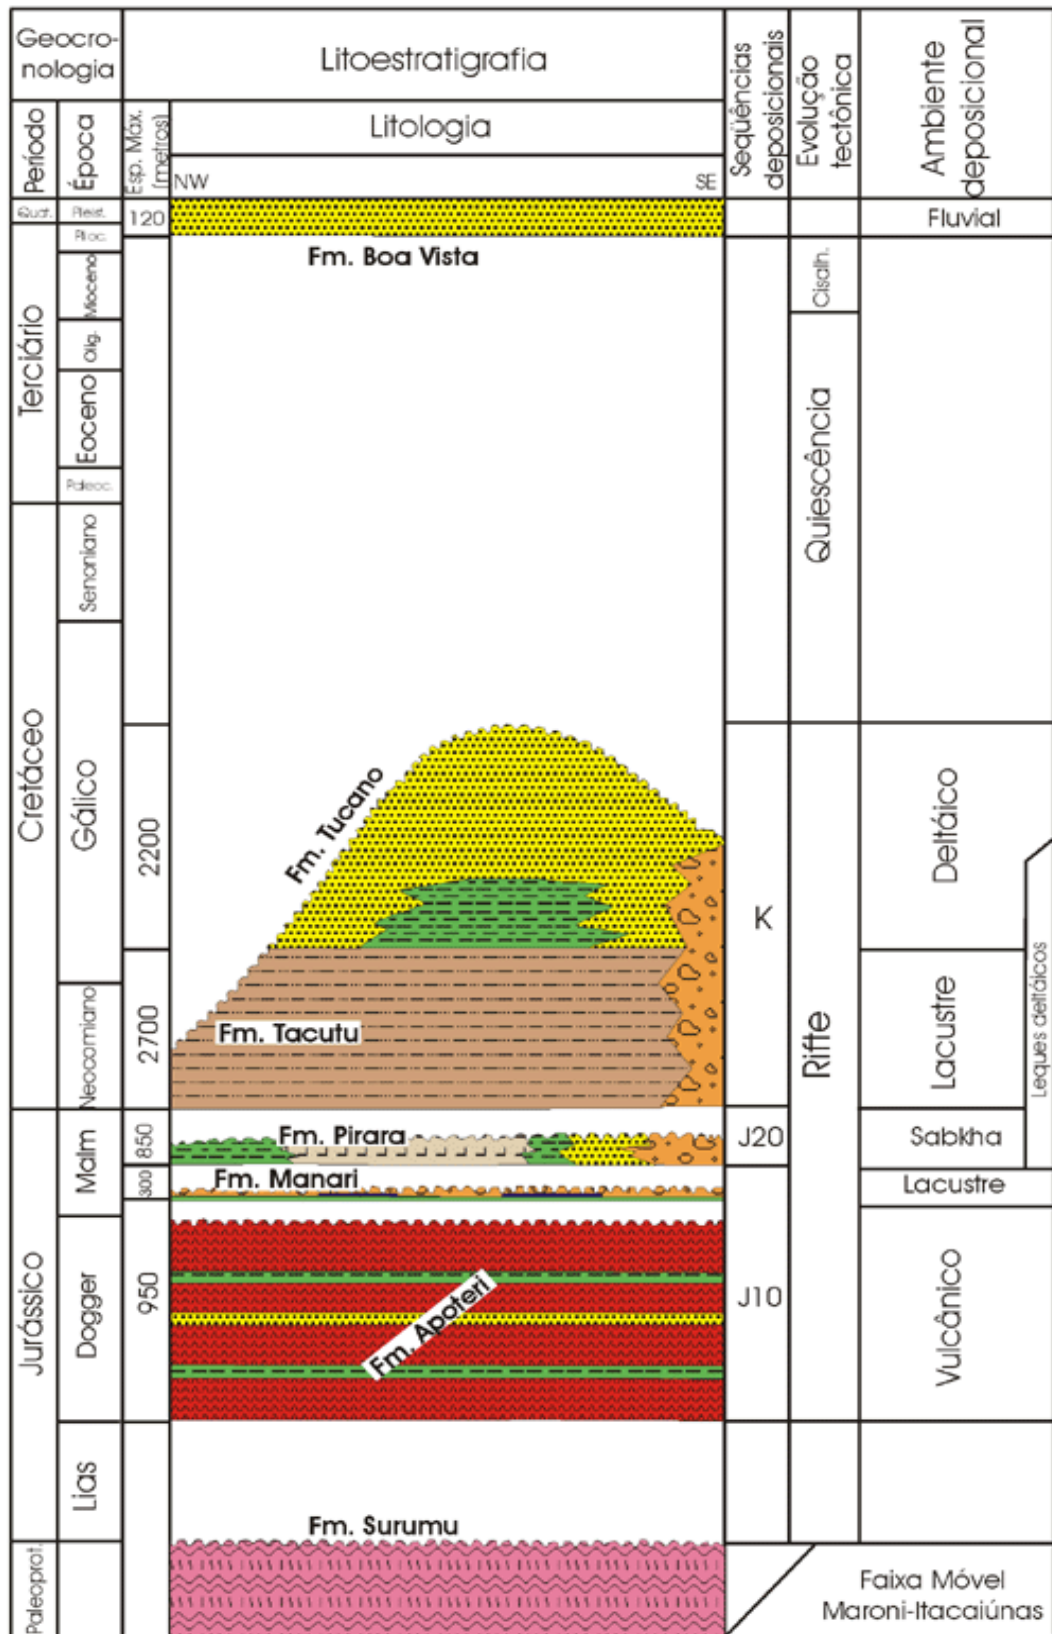 Geocro-
nologia
Litoestratigrafia
Seqüências
deposicionais
Evolução
tectônica
Ambiente
deposicional
Período
Época
Esp. Máx.
(metros)
Litologia
NW
SE
Quat.
Pleist.
120
Fluvial
Plioc.
Fm. Boa Vista
Terciário
Mioceno
Cisalh.
Olig.
Eoceno
Quiescência
Paleoc.
Cretáceo
Senoniano
Gálico
2200
Fm. Tucano
K
Rifte
Deltáico
Leques deltáicos
Neocomiano
2700
Fm. Tacutu
Lacustre
Jurássico
Malm
850
Fm. Pirara
J20
Sabkha
300
Fm. Manari
Lacustre
Dogger
950
Fm. Apoteri
J10
Vulcânico
Lias
Fm. Surumu
Paleoprot.
Faixa Móvel
Maroni-Itacaiúnas